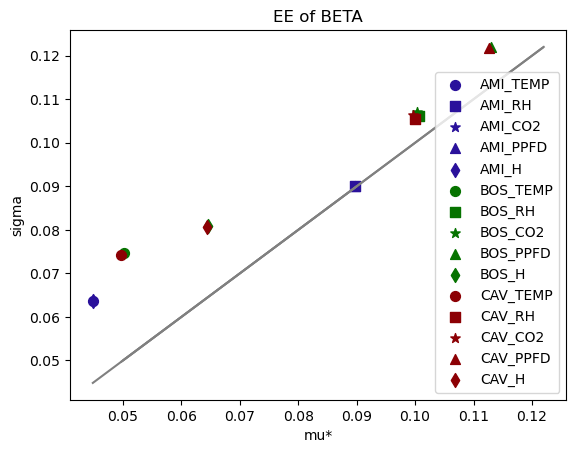 EE of BETA
sigma
0.12
0.11
0.10
0.09
0.08
0.07
0.06
0.05
AMI_TEMP
AMI_RH
AMI_CO2
AMI_PPFD
AMI_H
BOS_TEMP
BOS_RH
BOS_CO2
BOS_PPFD
BOS_H
CAV_TEMP
CAV_RH
CAV_CO2
CAV_PPFD
CAV_H
0.05 0.06 0.07 0.08 0.09 0.10 0.11 0.12
mu*